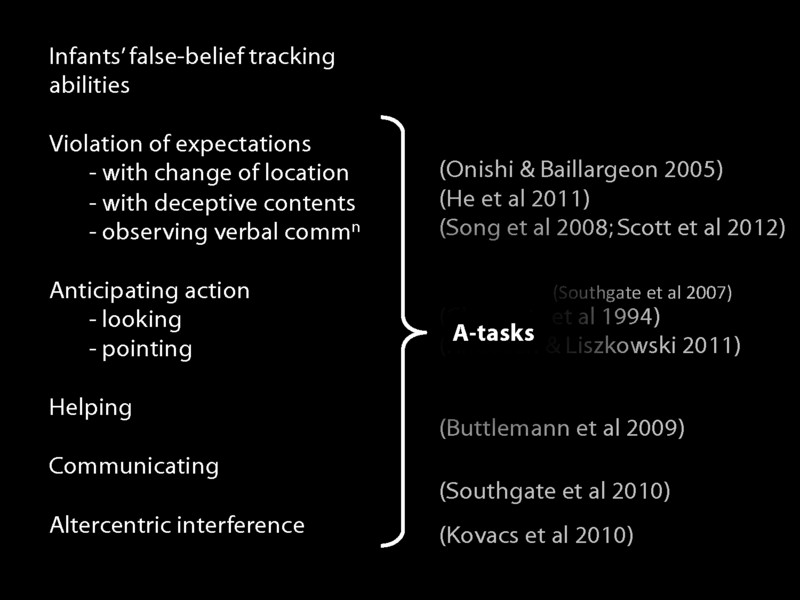 Infants' false-belief tracking
abilities
Violation of expectations
- with change of location
- with deceptive contents
- observing verbal commⁿ
Anticipating action
- looking
- pointing
Helping
Communicating
Altercentric interference
(Onishi & Baillargeon 2005)
(He et al 2011)
(Song et al 2008; Scott et al 2012)
(Southgate et al 2007)
et al 1994)
A-tasks
& Liszkowski 2011)
(Buttlemann et al 2009)
(Southgate et al 2010)
(Kovacs et al 2010)